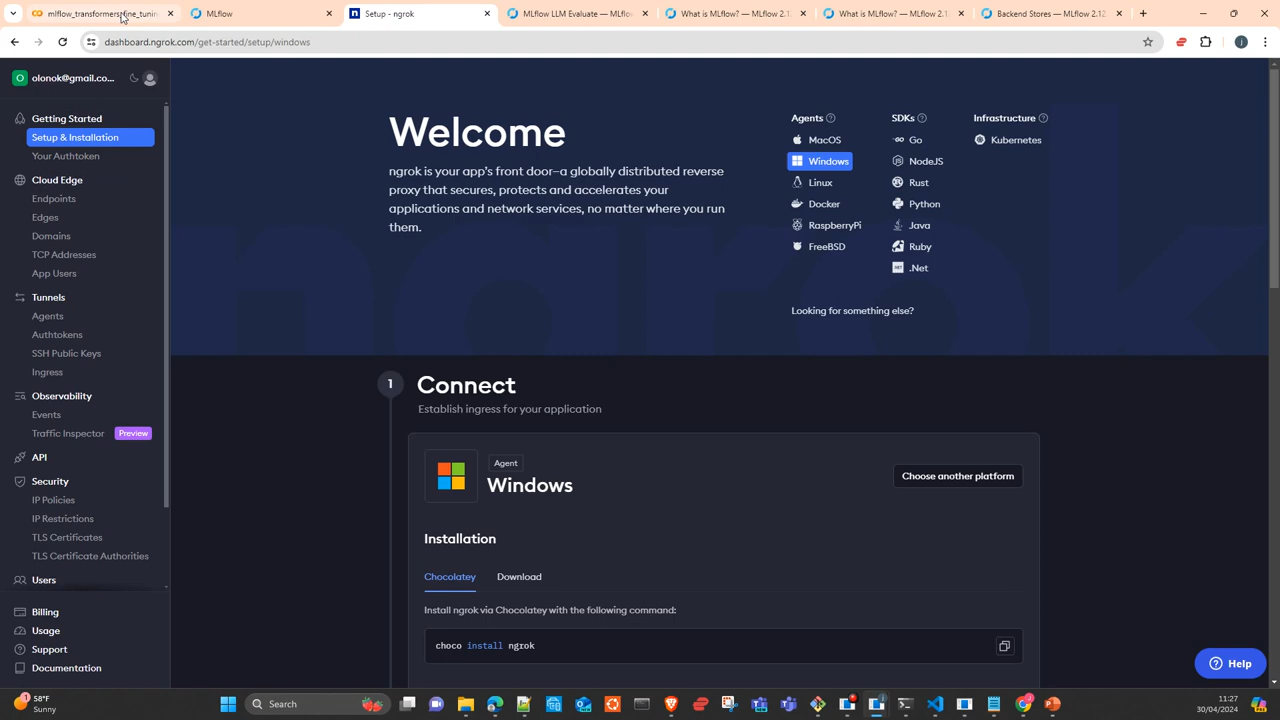 mlflow_transformers_fine_tunin
MLflow
Setup - ngrok
MLflow LLM Evaluate — MLflow
What is MLflow? — MLflow 2.12
What is MLflow? — MLflow 2.12
Backend Stores — MLflow 2.12.
dashboard.ngrok.com/get-started/setup/windows
O
olonok@gmail.co...
Getting Started
Setup & Installation
Your Authtoken
Cloud Edge
Endpoints
Edges
Domains
TCP Addresses
App Users
Tunnels
Agents
Authtokens
SSH Public Keys
Ingress
Observability
Events
Traffic Inspector
Preview
API
Security
IP Policies
IP Restrictions
TLS Certificates
TLS Certificate Authorities
Users
Billing
Usage
Support
Documentation
Welcome
ngrok is your app's front door—a globally distributed reverse
proxy that secures, protects and accelerates your
applications and network services, no matter where you run
them.
Agents
MacOS
Windows
Linux
Docker
RaspberryPi
FreeBSD
SDKs
Go
NodeJS
Rust
Python
Java
Ruby
.Net
Infrastructure
Kubernetes
Looking for something else?
1
Connect
Establish ingress for your application
Agent
Windows
Choose another platform
Installation
Chocolatey
Download
Install ngrok via Chocolatey with the following command:
choco install ngrok
Help
58°F
Sunny
Search
11:27
30/04/2024